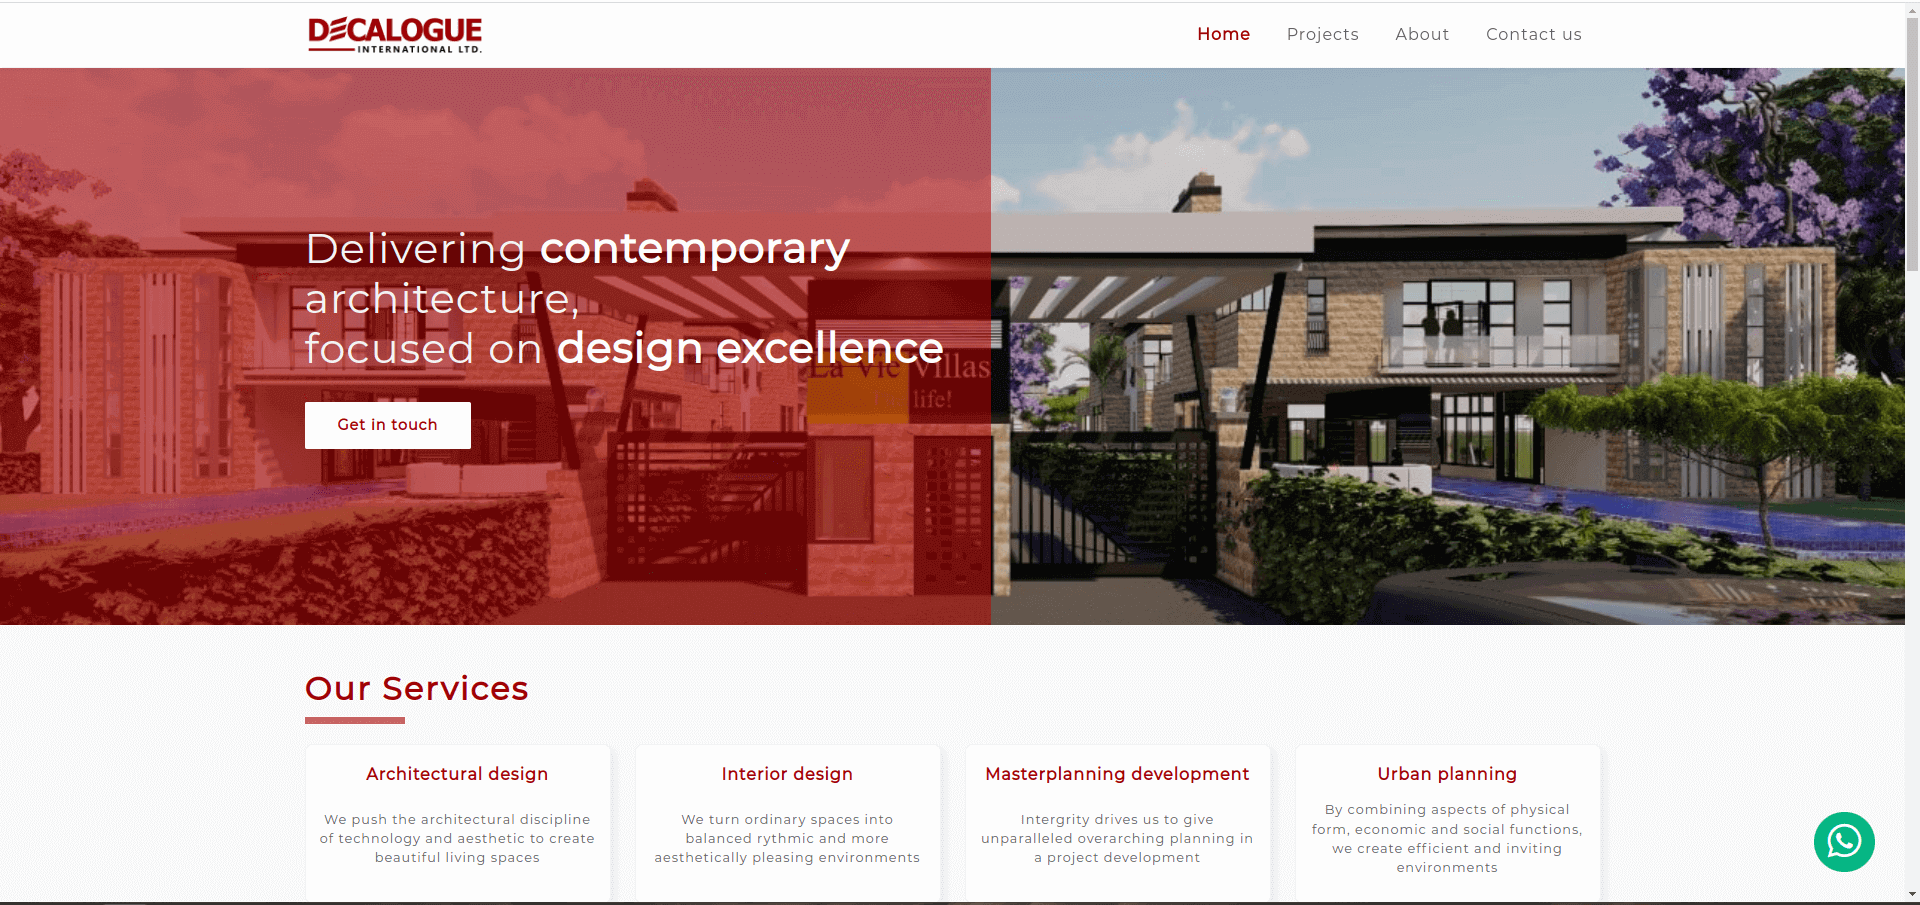 DECALOGUE
INTERNATIONAL LTD.
Home Projects About Contact us
Delivering contemporary
architecture,
focused on design excellence
La Vie Villas
life!
Get in touch
Our Services
Architectural design
We push the architectural discipline
of technology and aesthetic to create
beautiful living spaces
Interior design
We turn ordinary spaces into
balanced rythmic and more
aesthetically pleasing environments
Masterplanning development
Intergrity drives us to give
unparalleled overarching planning in
a project development
Urban planning
By combining aspects of physical
form, economic and social functions,
we create efficient and inviting
environments